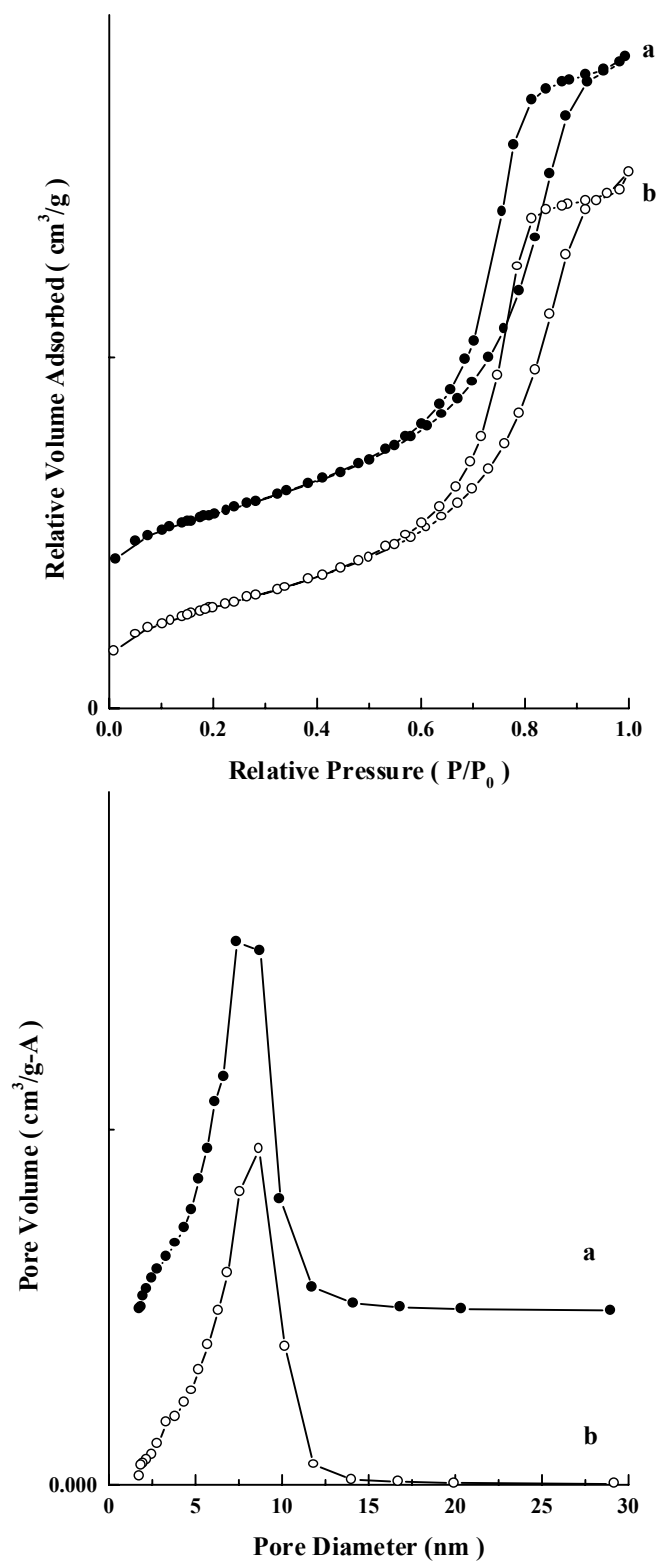 a
b
Relative Volume Adsorbed ( cm³/g )
0
0.0 0.2 0.4 0.6 0.8 1.0
Relative Pressure ( P/P₀ )
Pore Volume ( cm³/g-A )
a
b
0.000
0 5 10 15 20 25 30
Pore Diameter (nm )